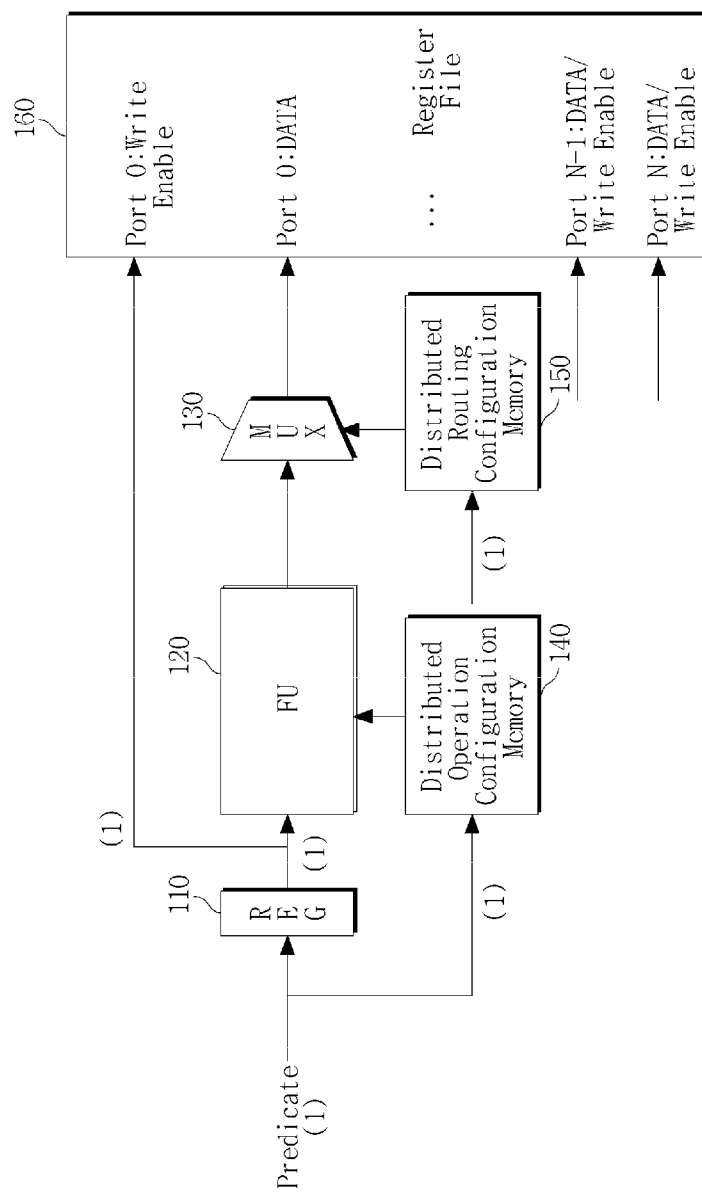 160
Port 0:Write
Enable
Port 0:DATA
...
Register
File
Port N-1:DATA/
Write Enable
Port N:DATA/
Write Enable
130
M
U
X
Distributed
Routing
Configuration
Memory
150
(1)
120
FU
Distributed
Operation
Configuration
Memory
140
(1)
(1)
110
R
E
G
(1)
Predicate
(1)